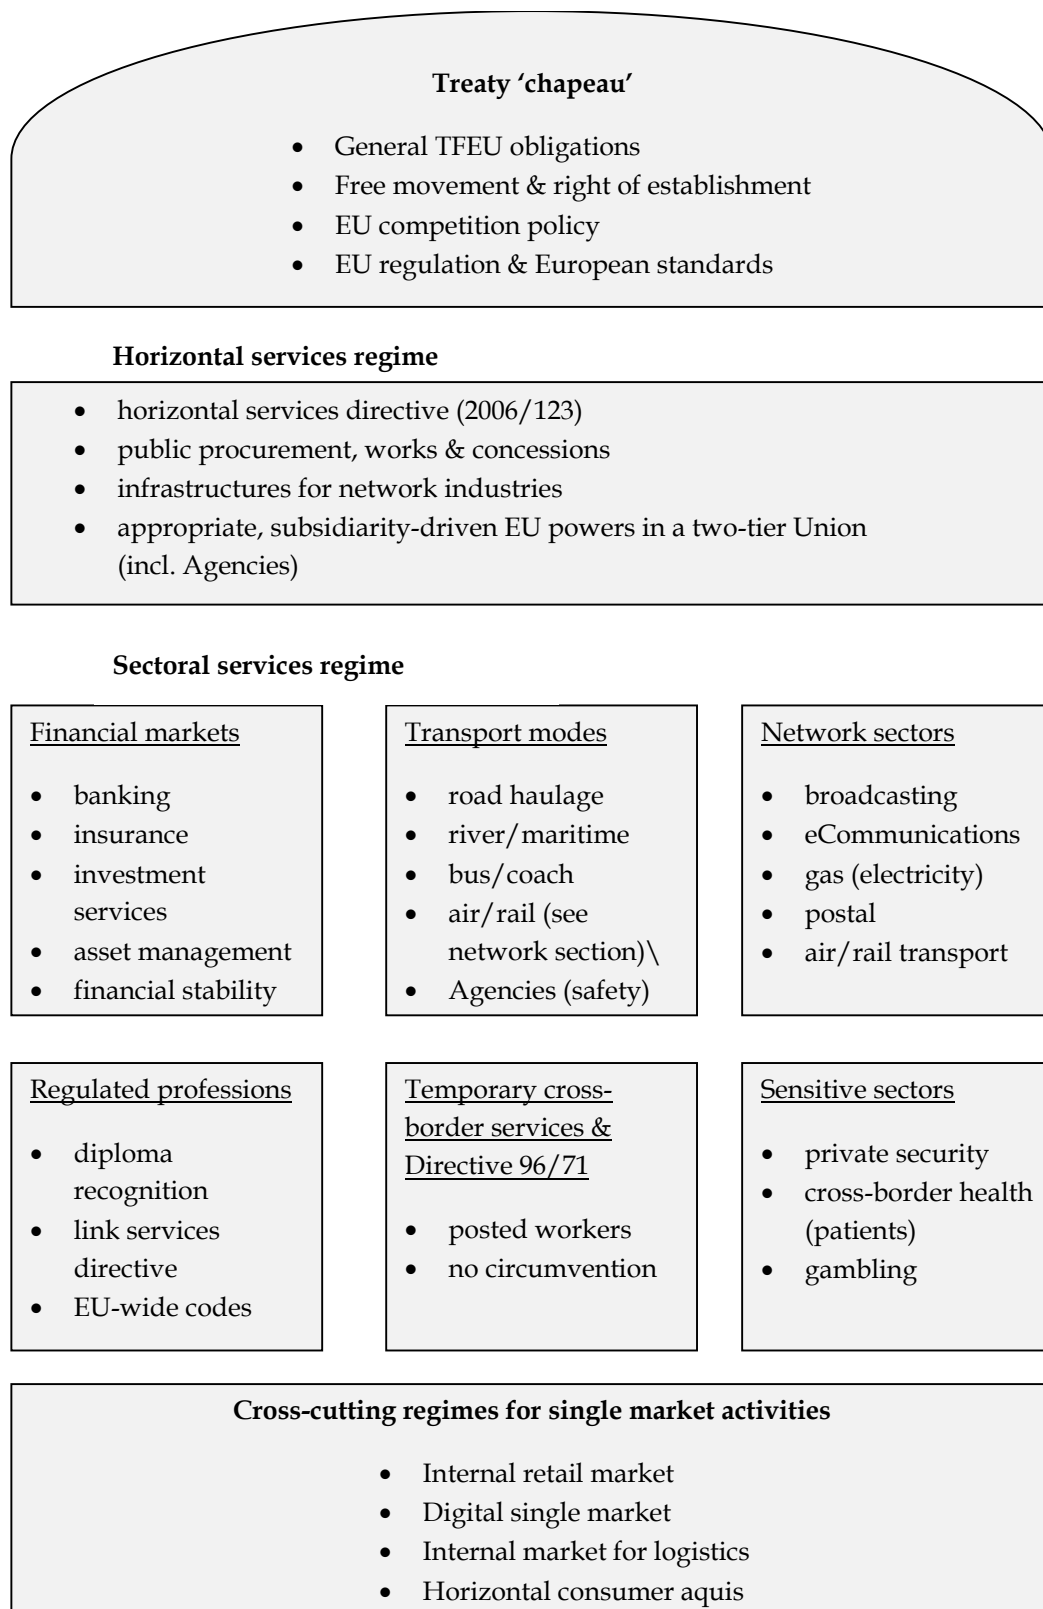 Treaty ‘chapeau’
• General TFEU obligations
• Free movement & right of establishment
• EU competition policy
• EU regulation & European standards
Horizontal services regime
• horizontal services directive (2006/123)
• public procurement, works & concessions
• infrastructures for network industries
• appropriate, subsidiarity-driven EU powers in a two-tier Union
(incl. Agencies)
Sectoral services regime
Financial markets
• banking
• insurance
• investment
services
• asset management
• financial stability
Transport modes
• road haulage
• river/maritime
• bus/coach
• air/rail (see
network section)\
• Agencies (safety)
Network sectors
• broadcasting
• eCommunications
• gas (electricity)
• postal
• air/rail transport
Regulated professions
• diploma
recognition
• link services
directive
• EU-wide codes
Temporary cross-
border services &
Directive 96/71
• posted workers
• no circumvention
Sensitive sectors
• private security
• cross-border health
(patients)
• gambling
Cross-cutting regimes for single market activities
• Internal retail market
• Digital single market
• Internal market for logistics
• Horizontal consumer aquis